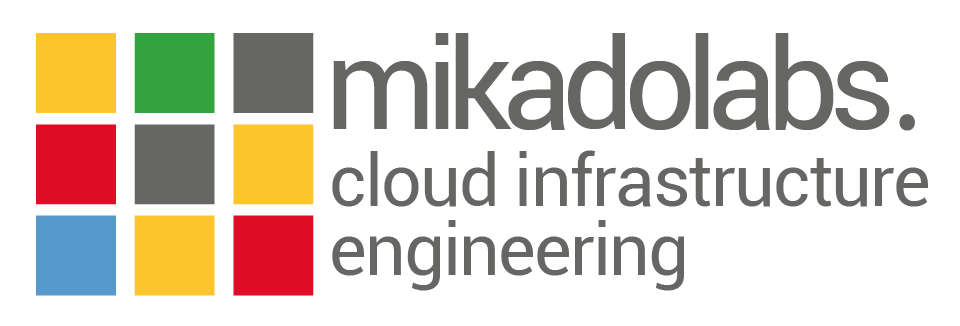 mikadolabs.
cloud infrastructure
engineering